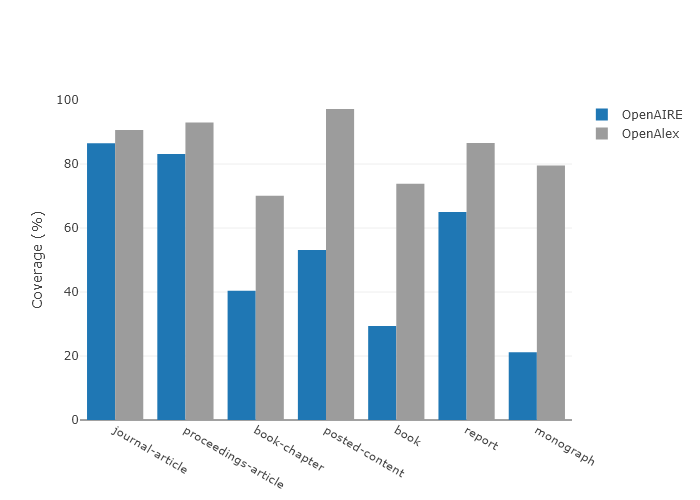 100
80
60
40
20
0
Coverage (%)
journal-article
proceedings-article
book-chapter
posted-content
book
report
monograph
OpenAIRE
OpenAlex